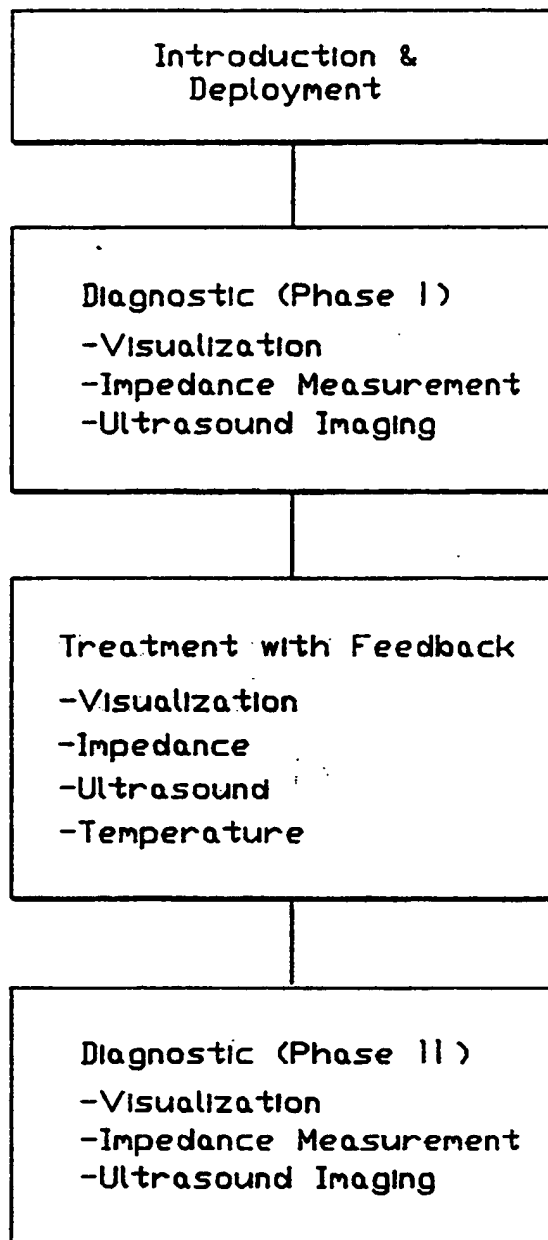 Introduction &
Deployment
Diagnostic (Phase I)
-Visualization
-Impedance Measurement
-Ultrasound Imaging
Treatment with Feedback
-Visualization
-Impedance
-Ultrasound
-Temperature
Diagnostic (Phase II)
-Visualization
-Impedance Measurement
-Ultrasound Imaging